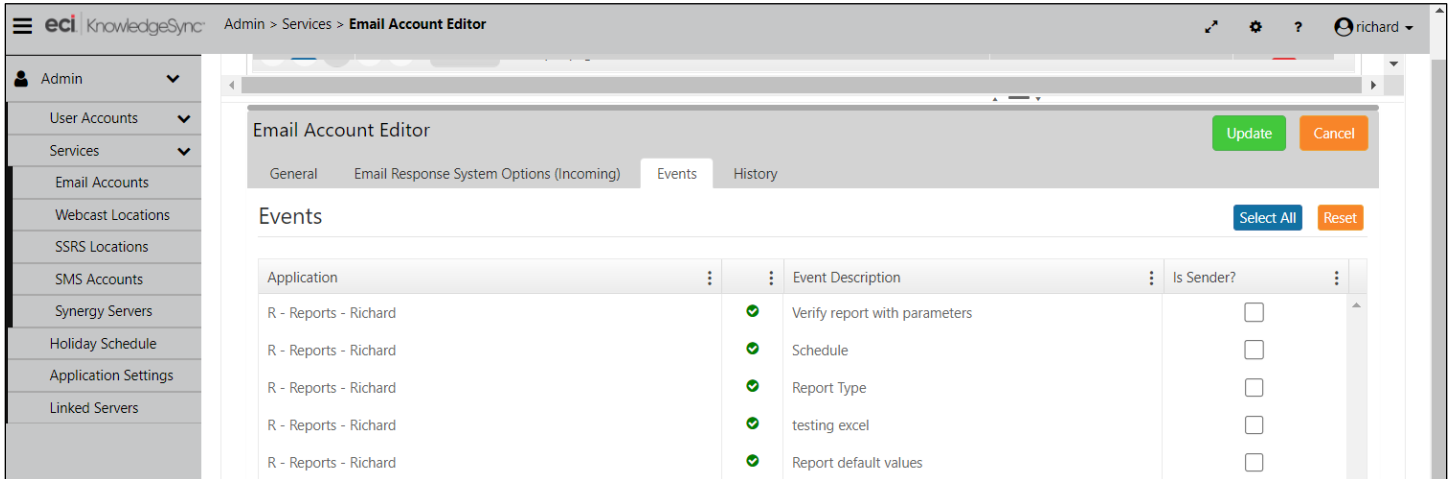 eci KnowledgeSync Admin > Services > Email Account Editor ? richard
Admin
User Accounts
Services
Email Accounts
Webcast Locations
SSRS Locations
SMS Accounts
Synergy Servers
Holiday Schedule
Application Settings
Linked Servers
Email Account Editor Update Cancel
General Email Response System Options (Incoming) Events History
Events Select All Reset
Application Event Description Is Sender?
R - Reports - Richard Verify report with parameters
R - Reports - Richard Schedule
R - Reports - Richard Report Type
R - Reports - Richard testing excel
R - Reports - Richard Report default values